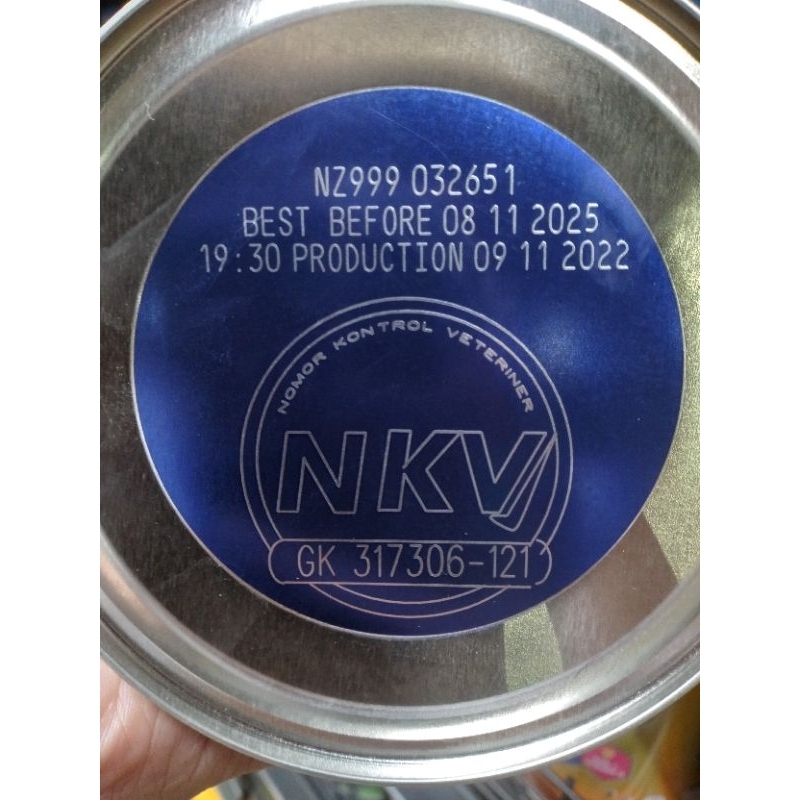 NZ999 032651
BEST BEFORE 08 11 2025
19:30 PRODUCTION 09 11 2022
NOMOR KONTROL VETERINER
NKV
GK 317306-121